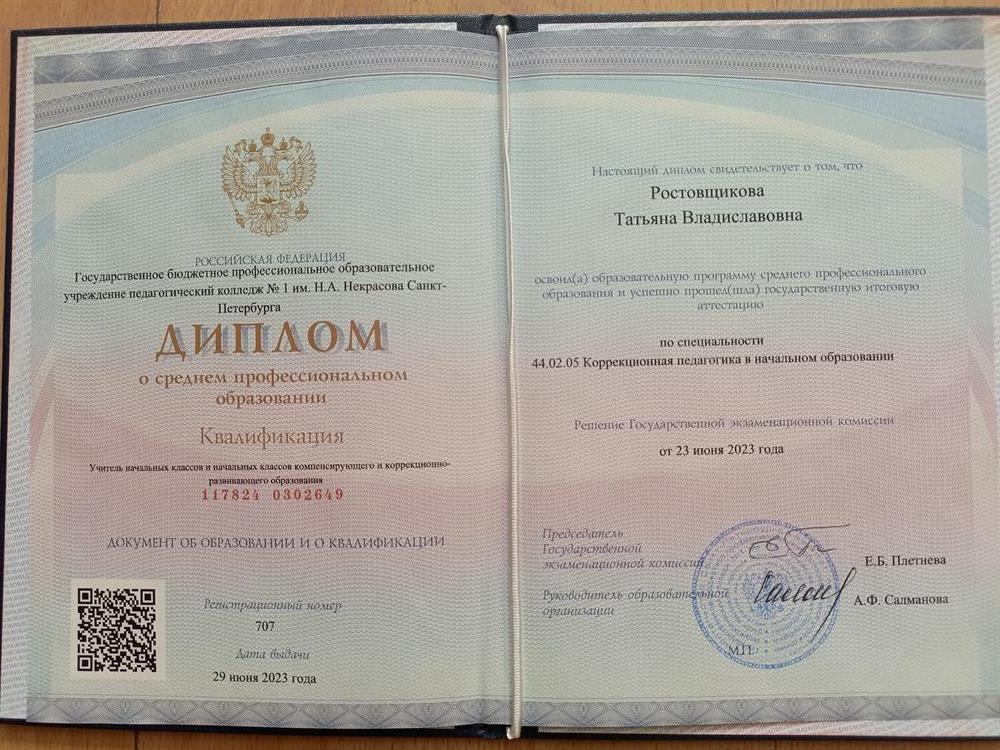 РОССИЙСКАЯ ФЕДЕРАЦИЯ
Государственное бюджетное профессиональное образовательное
учреждение педагогический колледж № 1 им. Н.А. Некрасова Санкт-
Петербурга
ДИПЛОМ
о среднем профессиональном
образовании
Квалификация
Учитель начальных классов и начальных классов компенсирующего и коррекционно-
развивающего образования
117824 0302649
ДОКУМЕНТ ОБ ОБРАЗОВАНИИ И О КВАЛИФИКАЦИИ
Регистрационный номер
707
Дата выдачи
29 июня 2023 года
Настоящий диплом свидетельствует о том, что
Ростовщикова
Татьяна Владиславовна
освоил(а) образовательную программу среднего профессионального
образования и успешно прошел(шла) государственную итоговую
аттестацию
по специальности
44.02.05 Коррекционная педагогика в начальном образовании
Решение Государственной экзаменационной комиссии
от 23 июня 2023 года
Председатель
Государственной
экзаменационной комиссии
Е.Б. Плетнева
Руководитель образовательной
организации
А.Ф. Салманова
М.П.